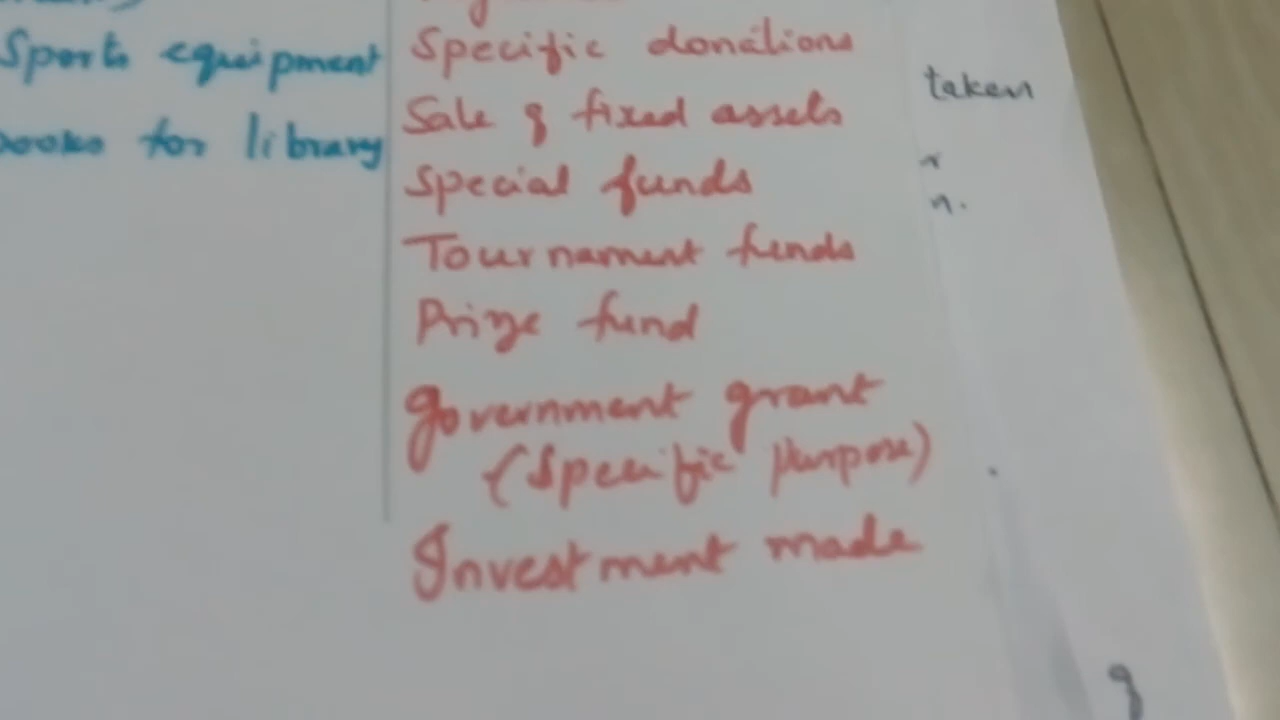 Sports equipment
books for library
Specific donations
Sale of fixed assets
Special funds
Tournament funds
Prize fund
Government grant
(Specific purpose)
Investment made
taken